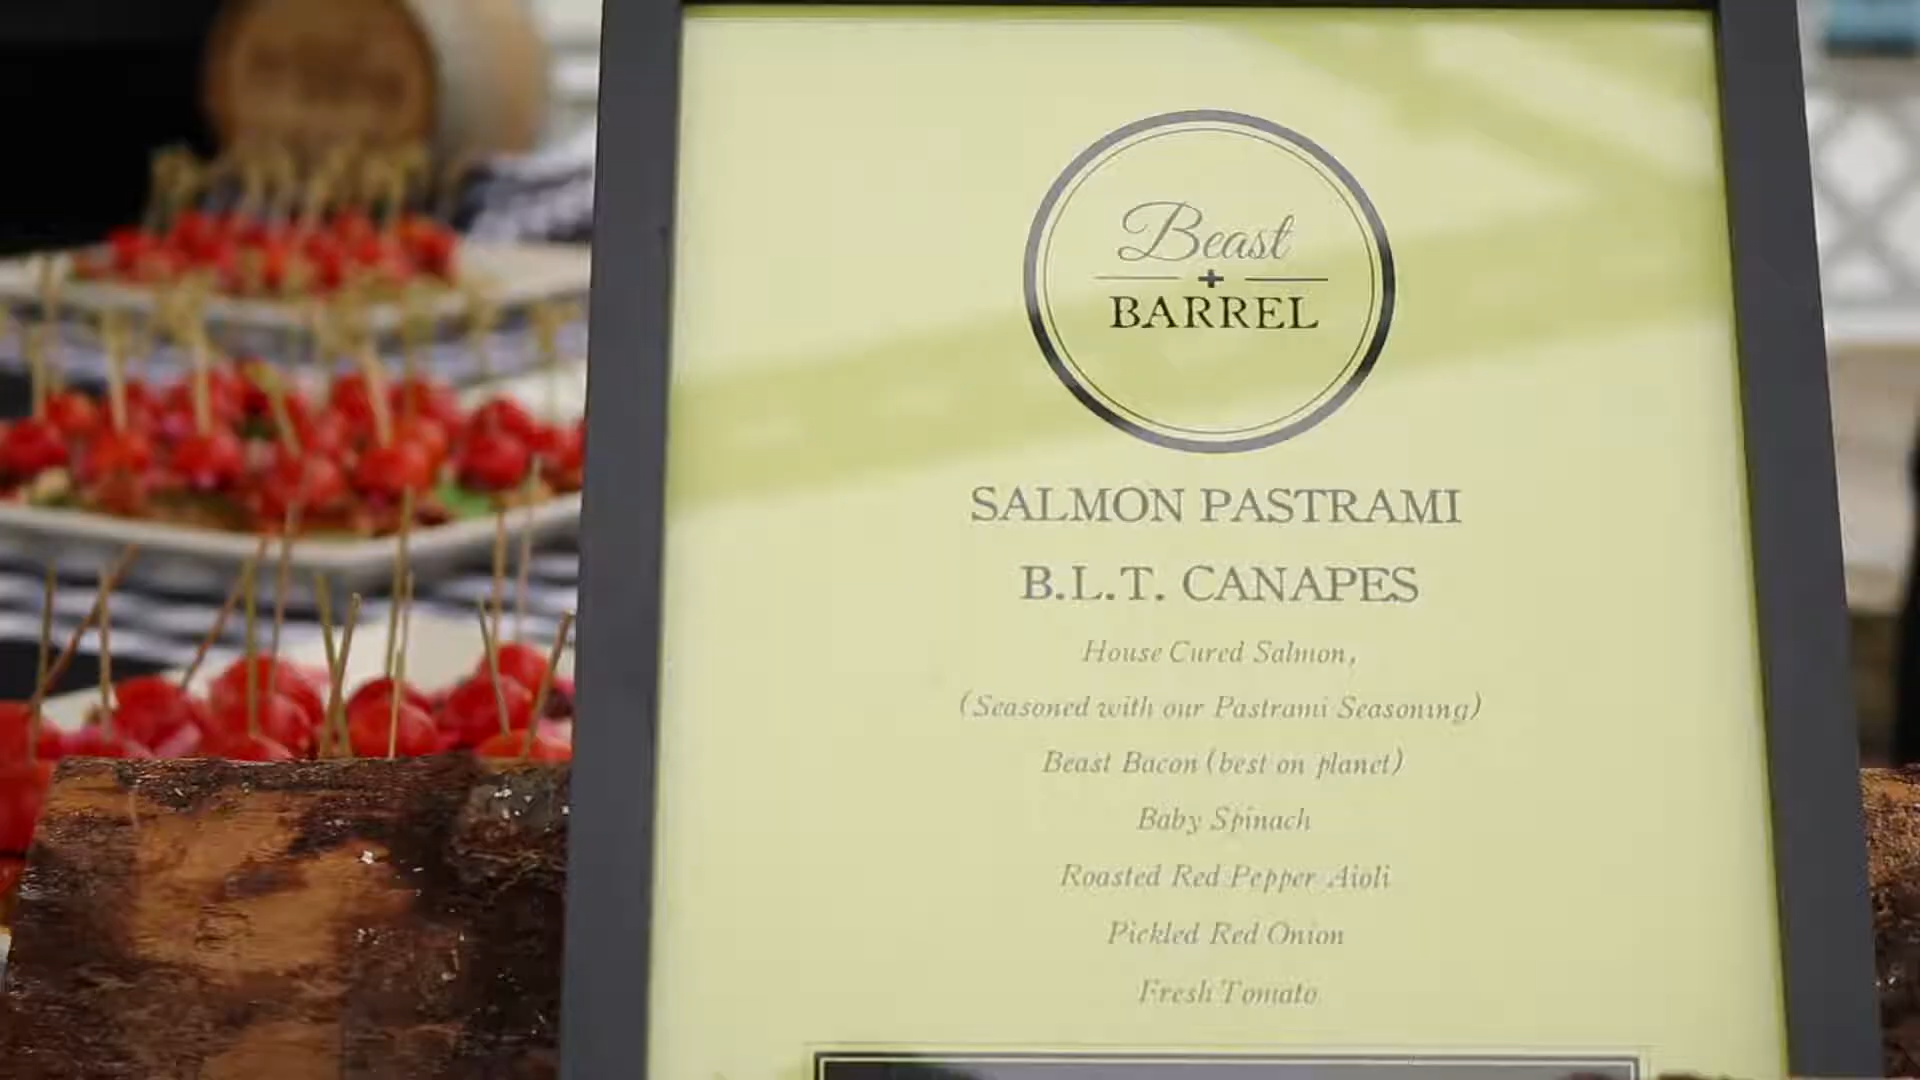 Beast
+
BARREL
SALMON PASTRAMI
B.L.T. CANAPES
House Cured Salmon,
(Seasoned with our Pastrami Seasoning)
Beast Bacon (best on planet)
Baby Spinach
Roasted Red Pepper Aioli
Pickled Red Onion
Fresh Tomato